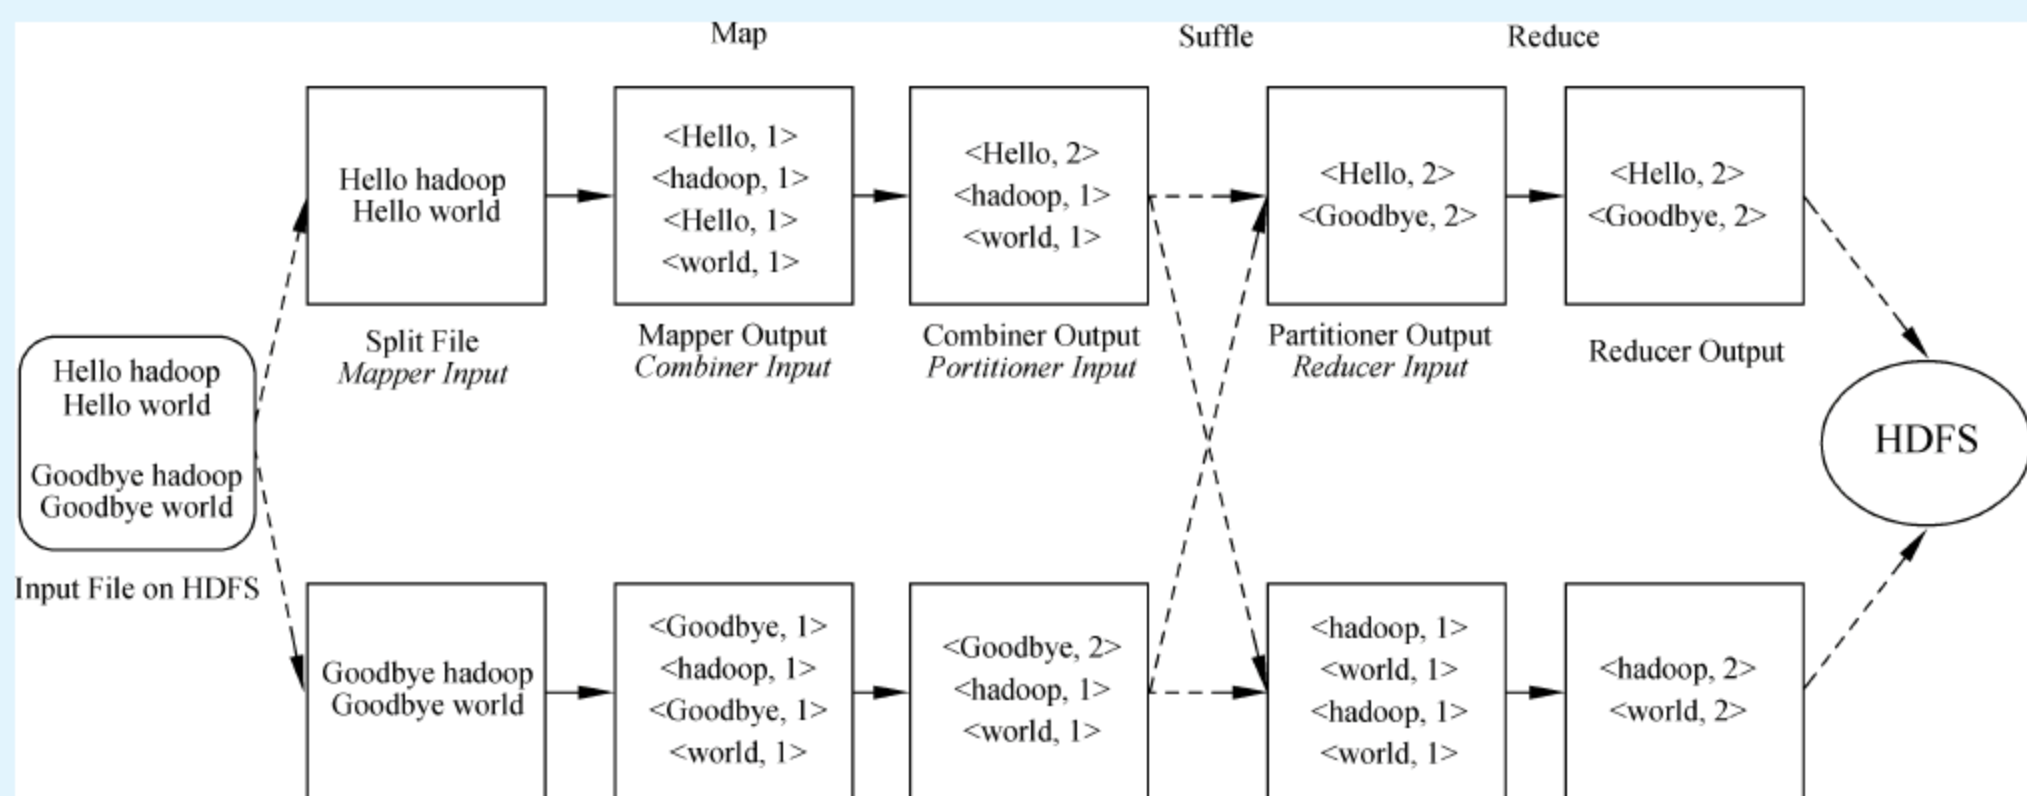 Map
Suffle
Reduce
Hello hadoop
Hello world
<Hello, 1>
<hadoop, 1>
<Hello, 1>
<world, 1>
<Hello, 2>
<hadoop, 1>
<world, 1>
<Hello, 2>
<Goodbye, 2>
<Hello, 2>
<Goodbye, 2>
Split File
Mapper Input
Mapper Output
Combiner Input
Combiner Output
Portitioner Input
Partitioner Output
Reducer Input
Reducer Output
Hello hadoop
Hello world
Goodbye hadoop
Goodbye world
Input File on HDFS
HDFS
Goodbye hadoop
Goodbye world
<Goodbye, 1>
<hadoop, 1>
<Goodbye, 1>
<world, 1>
<Goodbye, 2>
<hadoop, 1>
<world, 1>
<hadoop, 1>
<world, 1>
<hadoop, 1>
<world, 1>
<hadoop, 2>
<world, 2>